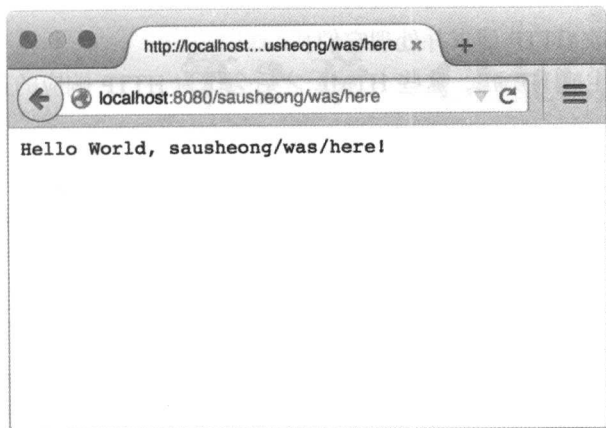 http://localhost...usheong/was/here
localhost:8080/sausheong/was/here
Hello World, sausheong/was/here!